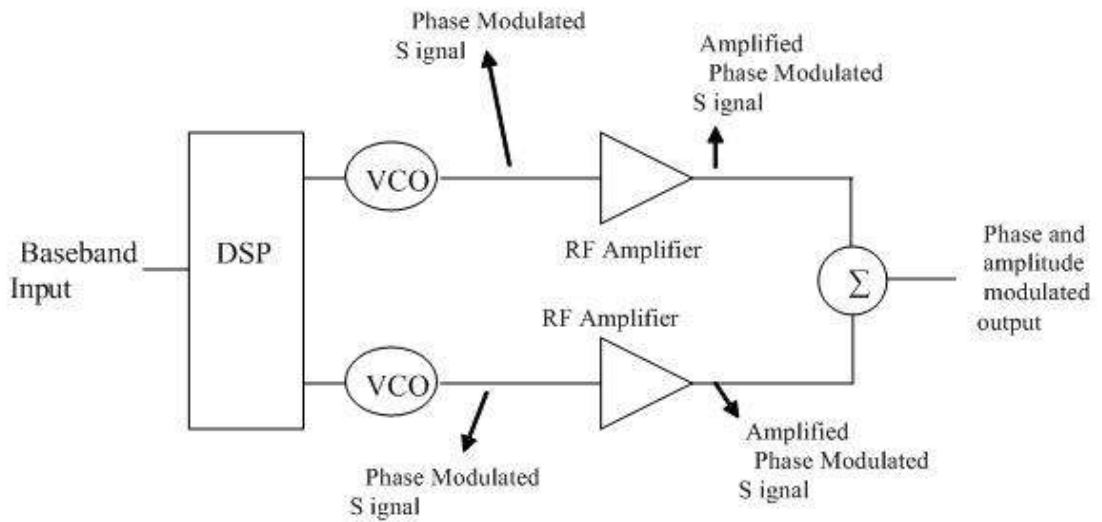 Phase Modulated
S ignal
Amplified
Phase Modulated
S ignal
VCO
RF Amplifier
Baseband
Input
DSP
Σ
Phase and
amplitude
modulated
output
RF Amplifier
VCO
Phase Modulated
S ignal
Amplified
Phase Modulated
S ignal